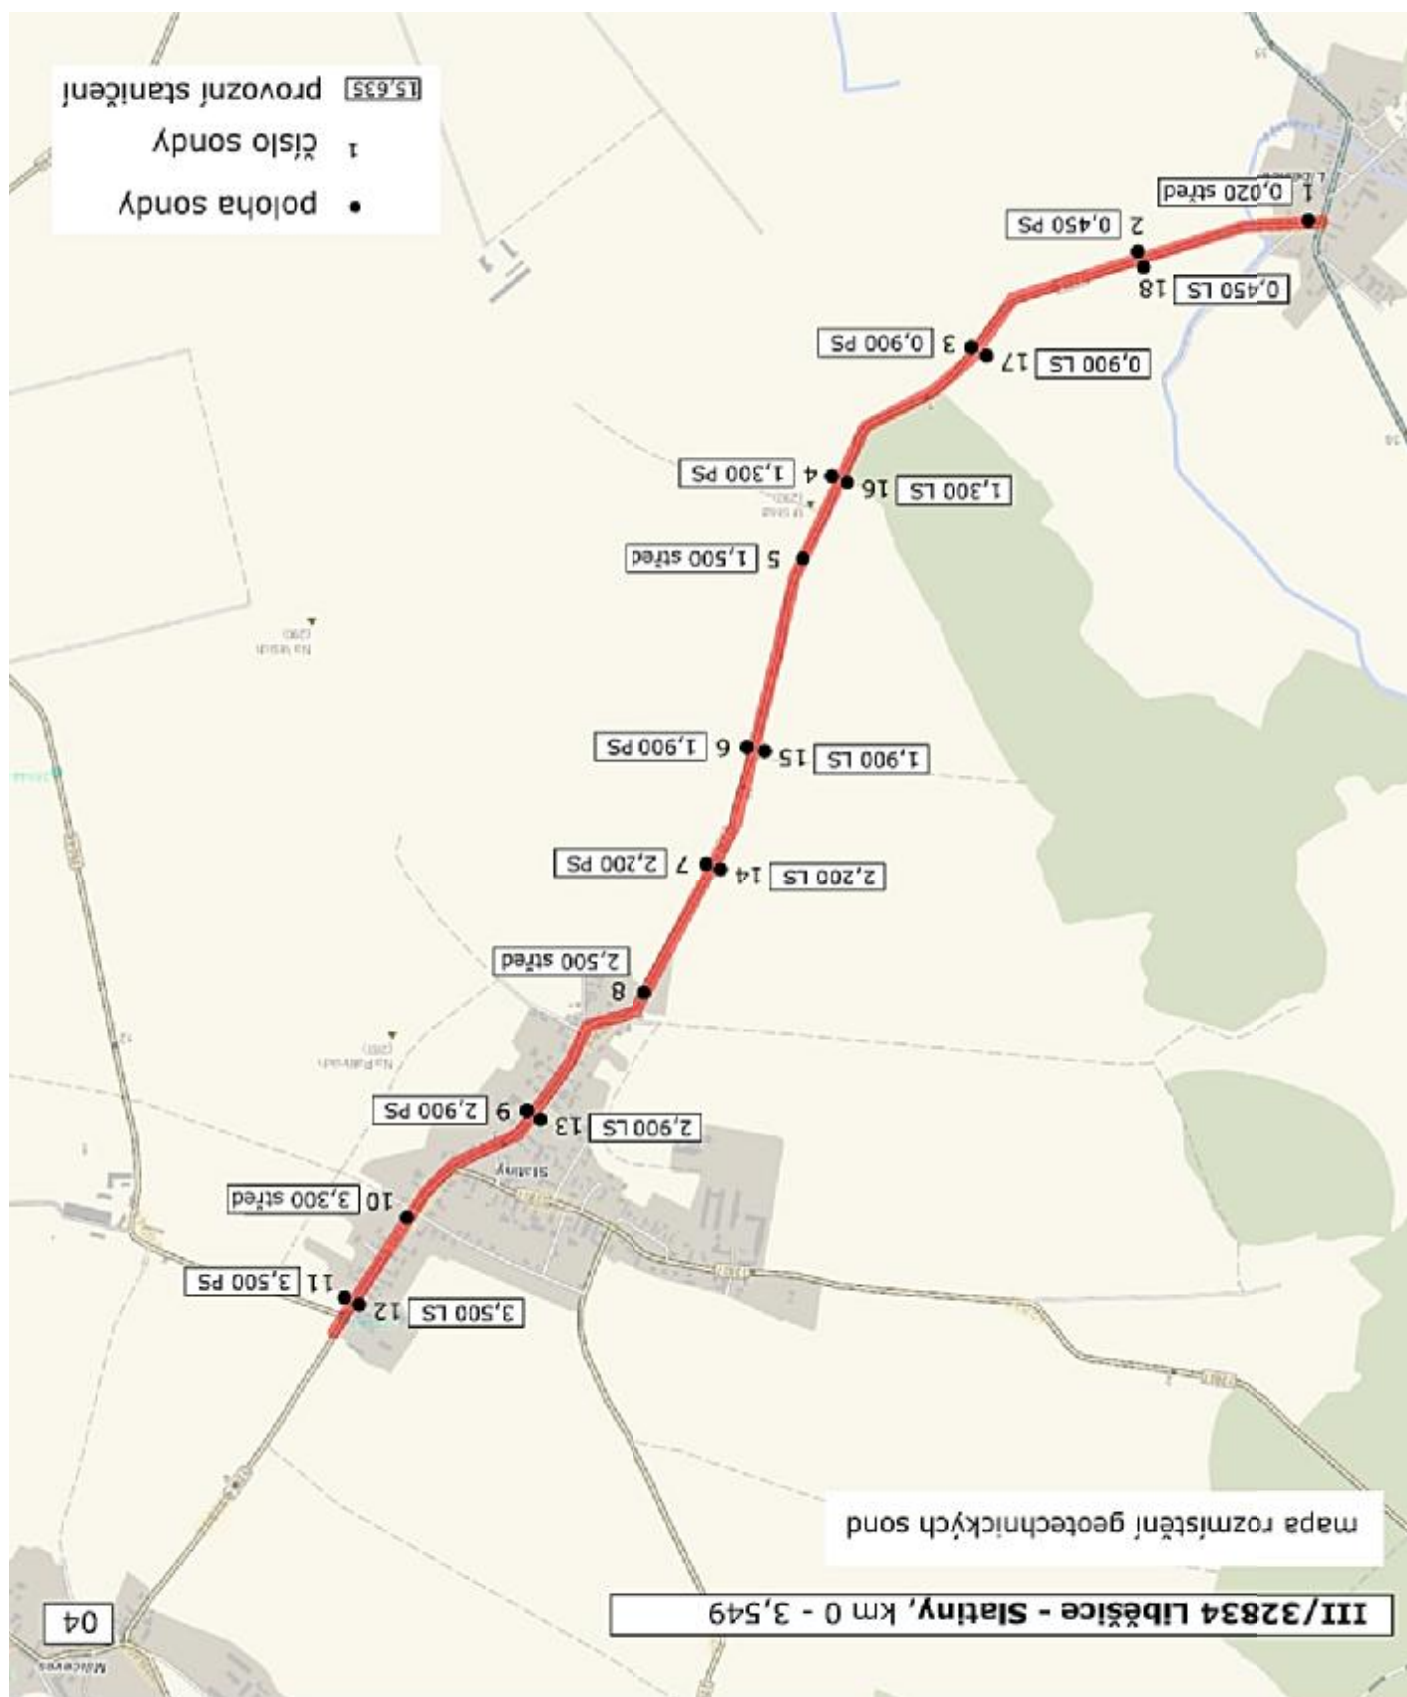 III/32834 Liběšice - Slatiny, km 0 - 3,549
mapa rozmístění geotechnických sond
04
Milíčeves
12 3,500 LS
11 3,500 PS
10 3,300 střed
Slatiny
13 2,900 LS
9 2,900 PS
Na Patřínách
8
2,500 střed
14 2,200 LS
7 2,200 PS
15 1,900 LS
6 1,900 PS
Na Vrších
5 1,500 střed
16 1,300 LS
4 1,300 PS
17 0,900 LS
3 0,900 PS
18 0,450 LS
2 0,450 PS
1
0,020 střed
• poloha sondy
1 číslo sondy
15,635 provozní staničení